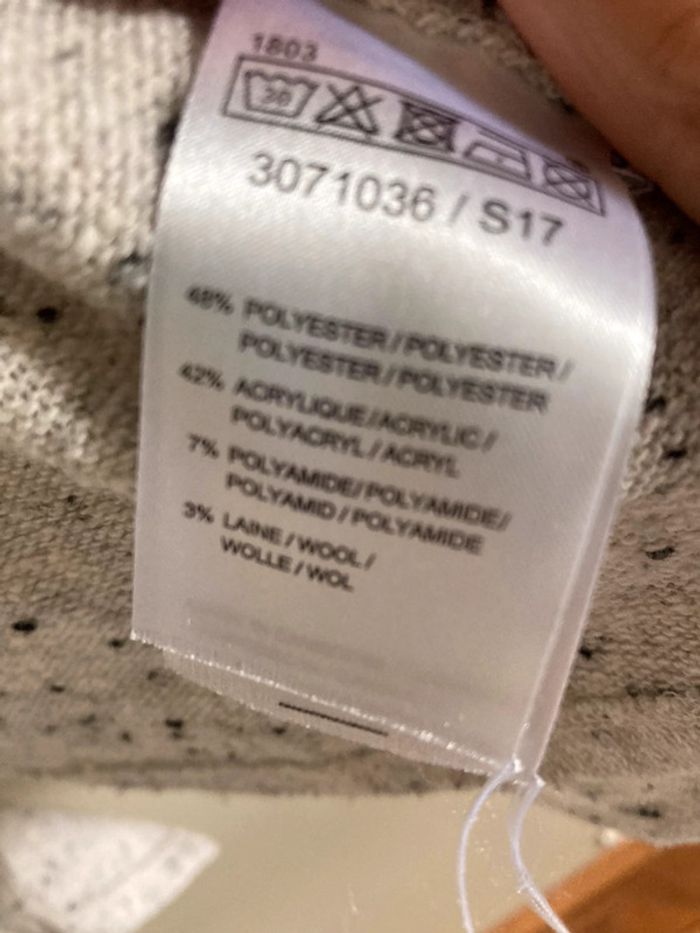 1803
30
3071036 / S17
48% POLYESTER / POLYESTER /
POLYESTER / POLYESTER
42% ACRYLIQUE / ACRYLIC /
POLYACRYL / ACRYL
7% POLYAMIDE / POLYAMIDE /
POLYAMID / POLYAMIDE
3% LAINE / WOOL /
WOLLE / WOL